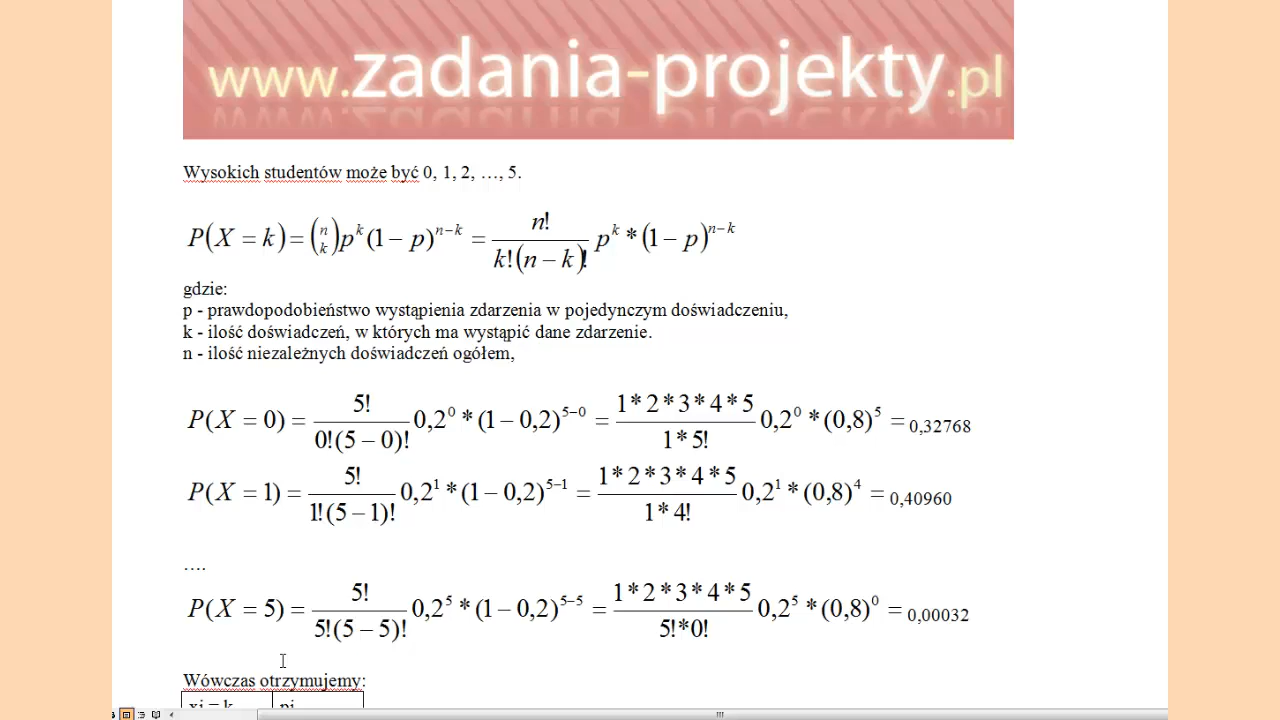 www.zadania-projekty.pl
Wysokich studentów może być 0, 1, 2, …, 5.
P(X = k) = (n k) p^k (1 − p)^{n−k} = n! / k!(n − k)! p^k * (1 − p)^{n−k}
gdzie:
p - prawdopodobieństwo wystąpienia zdarzenia w pojedynczym doświadczeniu,
k - ilość doświadczeń, w których ma wystąpić dane zdarzenie.
n - ilość niezależnych doświadczeń ogółem,
P(X = 0) = 5! / 0!(5 − 0)! 0,2^0 * (1 − 0,2)^{5−0} = 1 * 2 * 3 * 4 * 5 / 1 * 5! 0,2^0 * (0,8)^5 = 0,32768
P(X = 1) = 5! / 1!(5 − 1)! 0,2^1 * (1 − 0,2)^{5−1} = 1 * 2 * 3 * 4 * 5 / 1 * 4! 0,2^1 * (0,8)^4 = 0,40960
....
P(X = 5) = 5! / 5!(5 − 5)! 0,2^5 * (1 − 0,2)^{5−5} = 1 * 2 * 3 * 4 * 5 / 5!*0! 0,2^5 * (0,8)^0 = 0,00032
Wówczas otrzymujemy:
xi = k pi